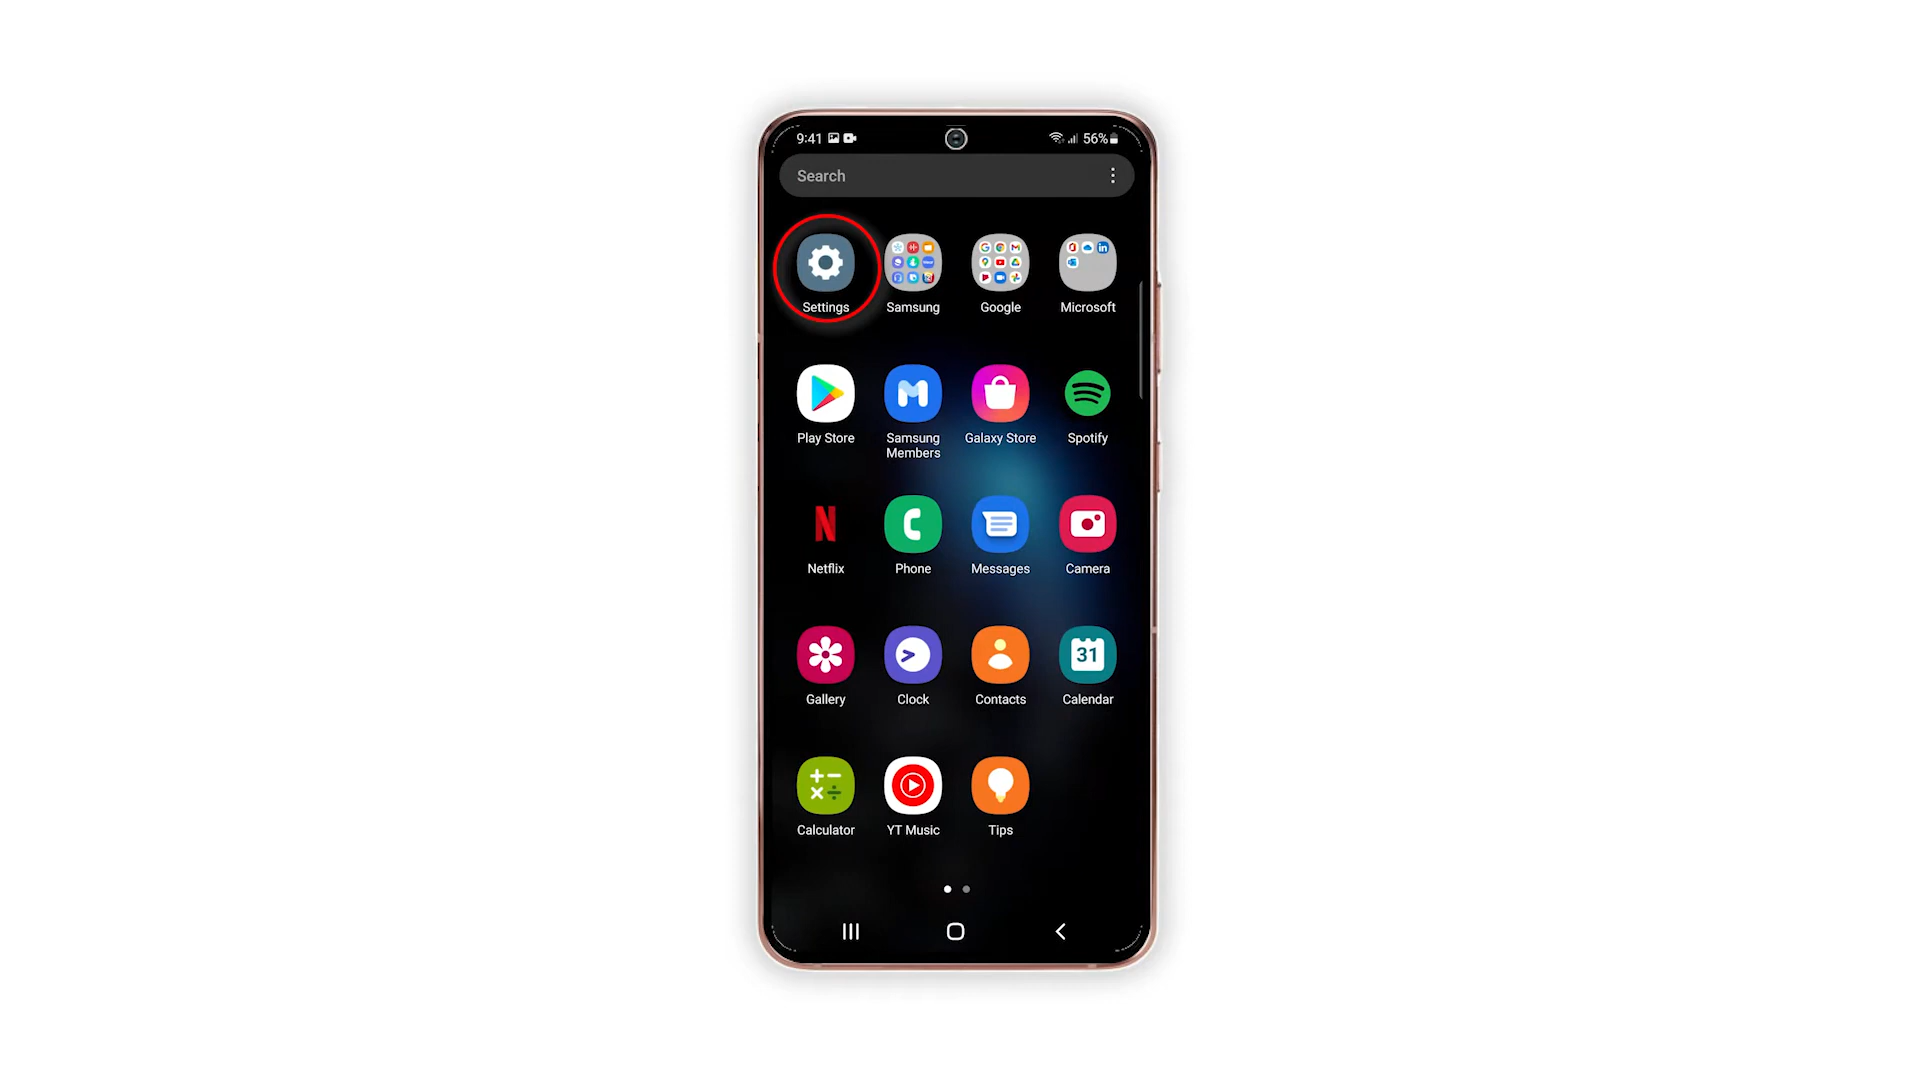 9:41 56%
Search
Settings Samsung Google Microsoft
Play Store Samsung Members Galaxy Store Spotify
Netflix Phone Messages Camera
31
Gallery Clock Contacts Calendar
Calculator YT Music Tips